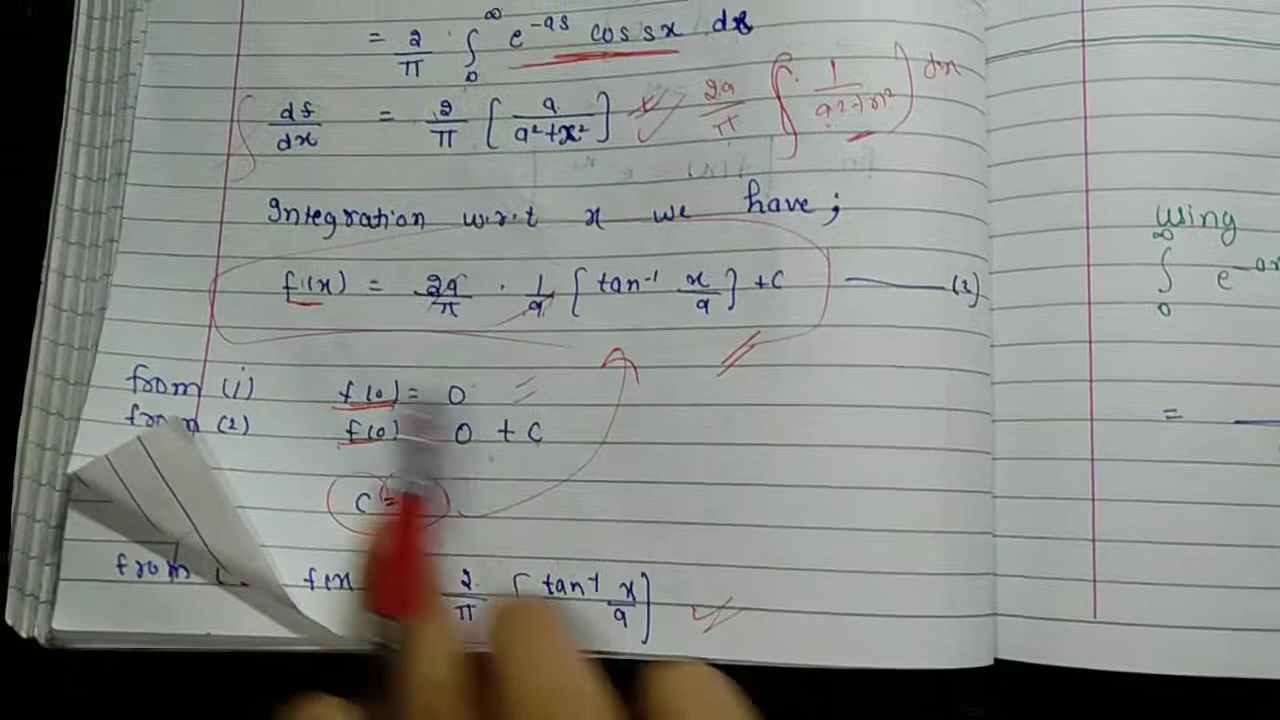 = 2/π ∫₀^∞ e^-as cos sx ds
∫ df/dx = 2/π [ a/a²+x² ] 2a/π ∫ ( 1/a²+x² ) dx
Integration w.r.t x we have;
f(x) = 2a/π · 1/a [ tan⁻¹ x/a ] + c ——— (2)
from (1) f(0) = 0
from (2) f(0) 0 + c
c =
from f(x 2/π [ tan⁻¹ x/a ]
using
∫₀^∞ e^-ax
=